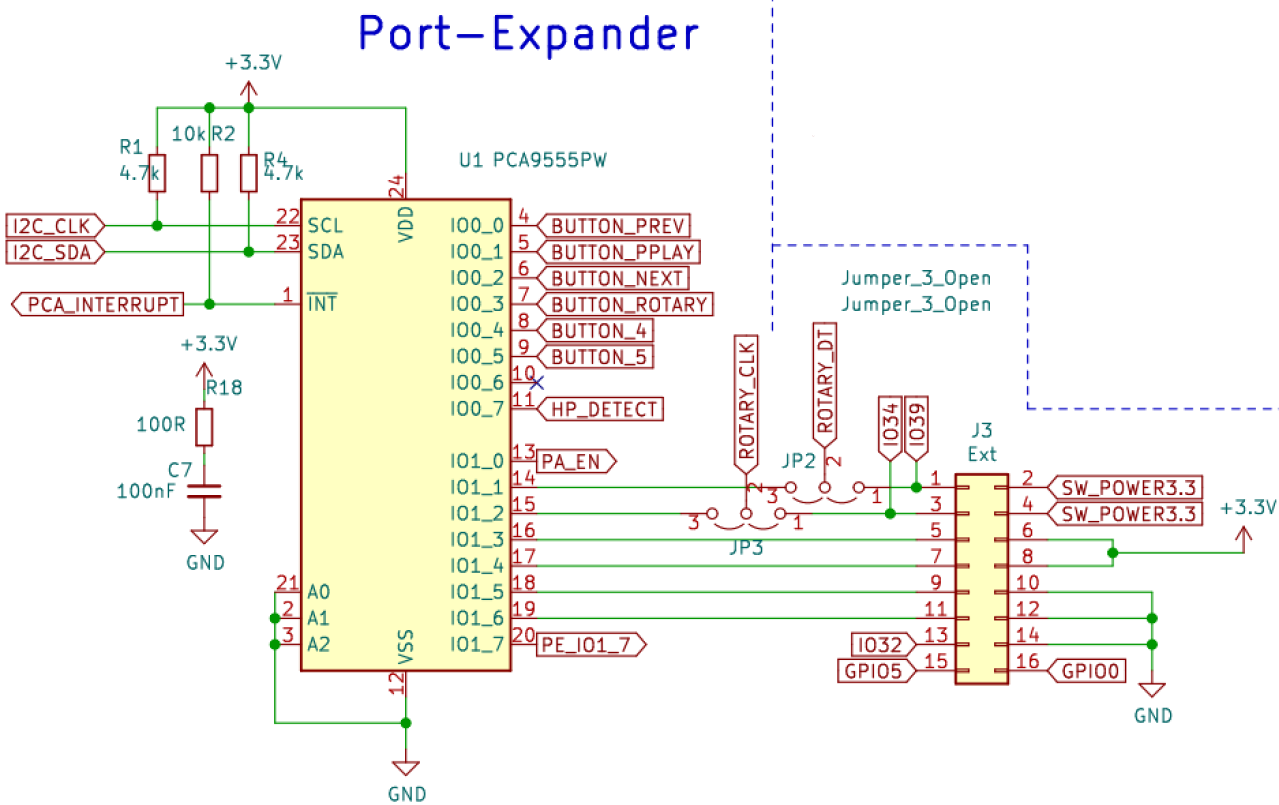 Port-Expander
+3.3V
R1
4.7k
10k R2
R4
4.7k
U1 PCA9555PW
I2C_CLK
I2C_SDA
PCA_INTERRUPT
22 SCL
23 SDA
1 INT
24
VDD
IO0_0 4 BUTTON_PREV
IO0_1 5 BUTTON_PPLAY
IO0_2 6 BUTTON_NEXT
IO0_3 7 BUTTON_ROTARY
IO0_4 8 BUTTON_4
IO0_5 9 BUTTON_5
IO0_6 10
IO0_7 11 HP_DETECT
IO1_0 13 PA_EN
IO1_1 14
IO1_2 15
IO1_3 16
IO1_4 17
IO1_5 18
IO1_6 19
IO1_7 20 PE_IO1_7
+3.3V
R18
100R
C7
100nF
GND
21 A0
2 A1
3 A2
VSS
12
GND
Jumper_3_Open
Jumper_3_Open
ROTARY_CLK
ROTARY_DT
IO34
IO39
JP2
2
3
1
2
3
1
JP3
J3
Ext
1 2 SW_POWER3.3
3 4 SW_POWER3.3
5 6
7 8
9 10
11 12
IO32 13 14
GPIO5 15 16 GPIO0
+3.3V
GND